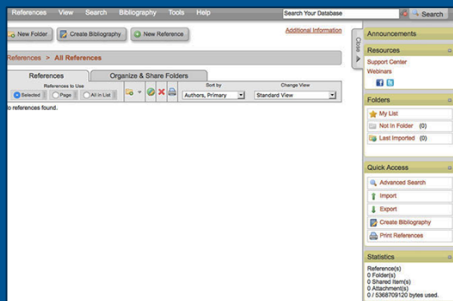 References View Search Bibliography Tools Help Search Your Database Search
New Folder Create Bibliography New Reference Additional Information
References > All References
References Organize & Share Folders
References to Use Sort by Change View
Selected Page All in List Authors, Primary Standard View
o references found.
Close
Announcements
Resources
Support Center
Webinars
Folders
My List
Not In Folder (0)
Last Imported (0)
Quick Access
Advanced Search
Import
Export
Create Bibliography
Print References
Statistics
Reference(s)
0 Folder(s)
0 Shared Item(s)
0 Attachment(s)
0 / 5368709120 bytes used.